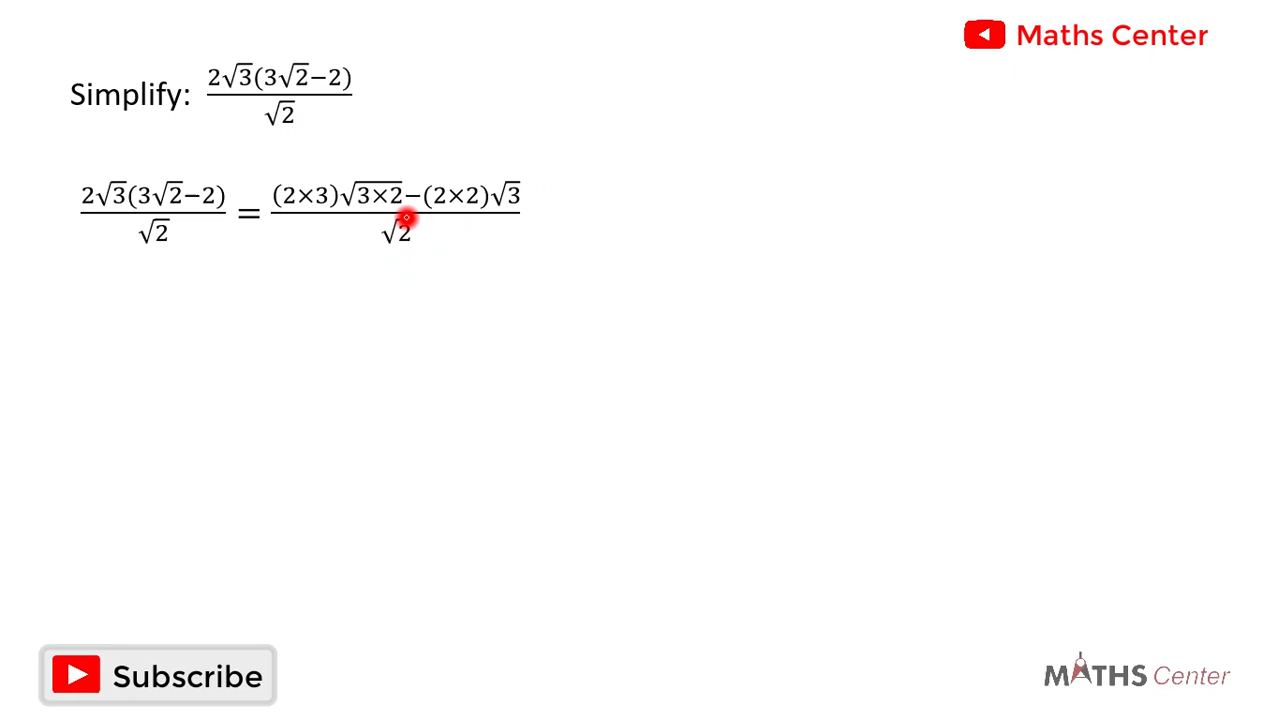 Maths Center
Simplify: 2√3(3√2−2)/√2
2√3(3√2−2)/√2 = (2×3)√3×2−(2×2)√3/√2
Subscribe
MATHS Center